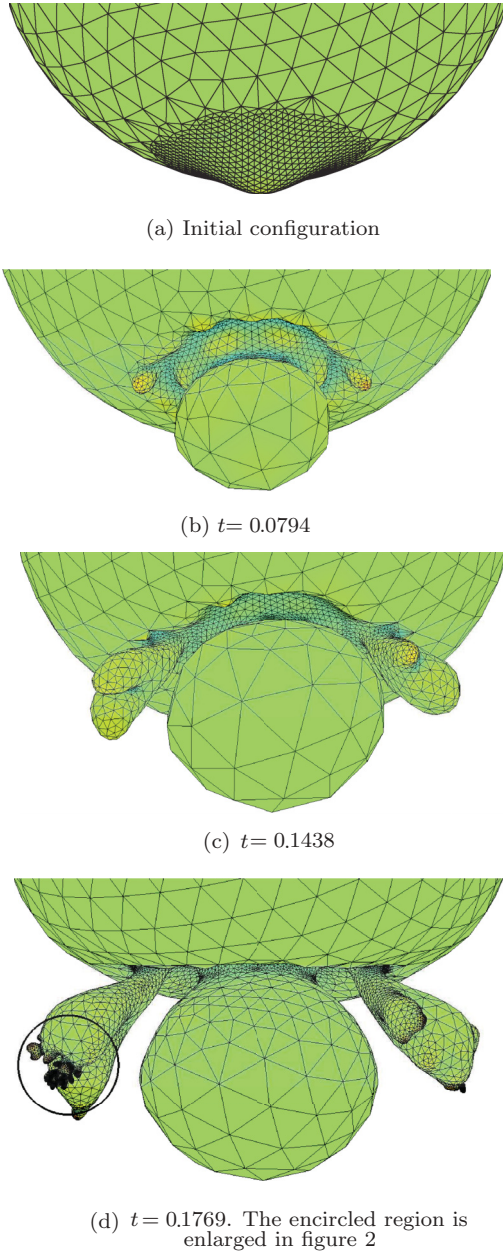 (a) Initial configuration
(b) t= 0.0794
(c) t= 0.1438
(d) t= 0.1769. The encircled region is
enlarged in figure 2